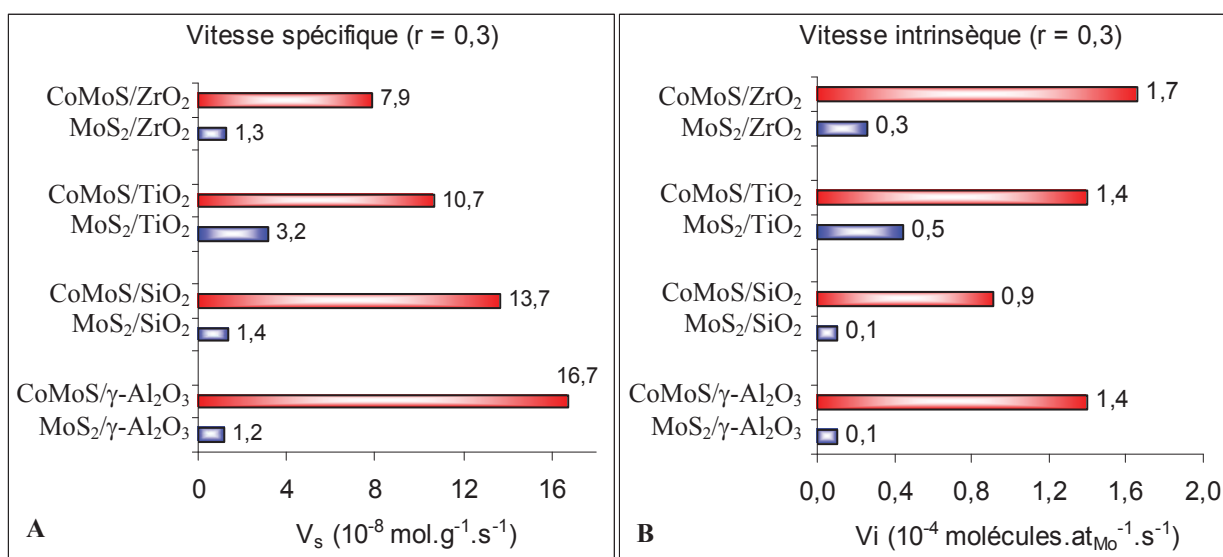 Vitesse spécifique (r = 0,3)
CoMoS/ZrO₂
7,9
MoS₂/ZrO₂
1,3
CoMoS/TiO₂
10,7
MoS₂/TiO₂
3,2
CoMoS/SiO₂
13,7
MoS₂/SiO₂
1,4
CoMoS/γ-Al₂O₃
16,7
MoS₂/γ-Al₂O₃
1,2
0 4 8 12 16
A
Vₛ (10⁻⁸ mol.g⁻¹.s⁻¹)
Vitesse intrinsèque (r = 0,3)
CoMoS/ZrO₂
1,7
MoS₂/ZrO₂
0,3
CoMoS/TiO₂
1,4
MoS₂/TiO₂
0,5
CoMoS/SiO₂
0,9
MoS₂/SiO₂
0,1
CoMoS/γ-Al₂O₃
1,4
MoS₂/γ-Al₂O₃
0,1
0,0 0,4 0,8 1,2 1,6 2,0
B
Vi (10⁻⁴ molécules.at_Mo⁻¹.s⁻¹)